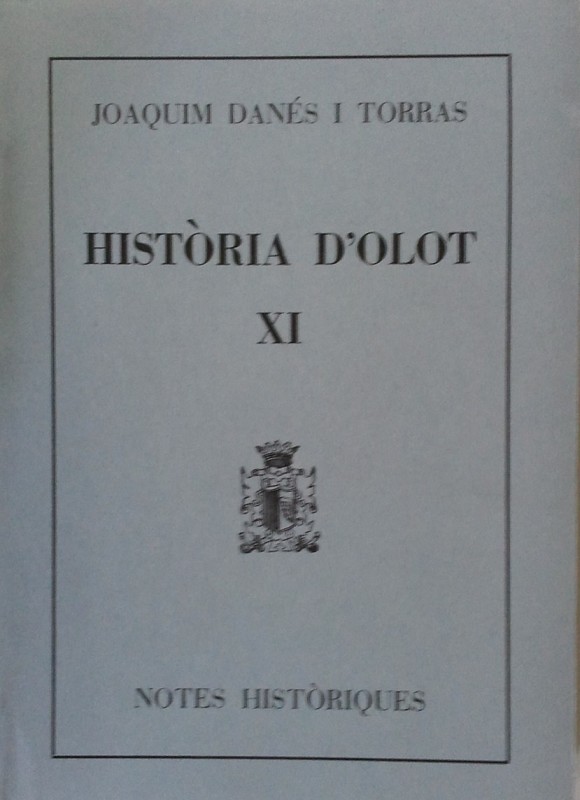 JOAQUIM DANÉS I TORRAS
HISTÒRIA D'OLOT
XI
NOTES HISTÒRIQUES